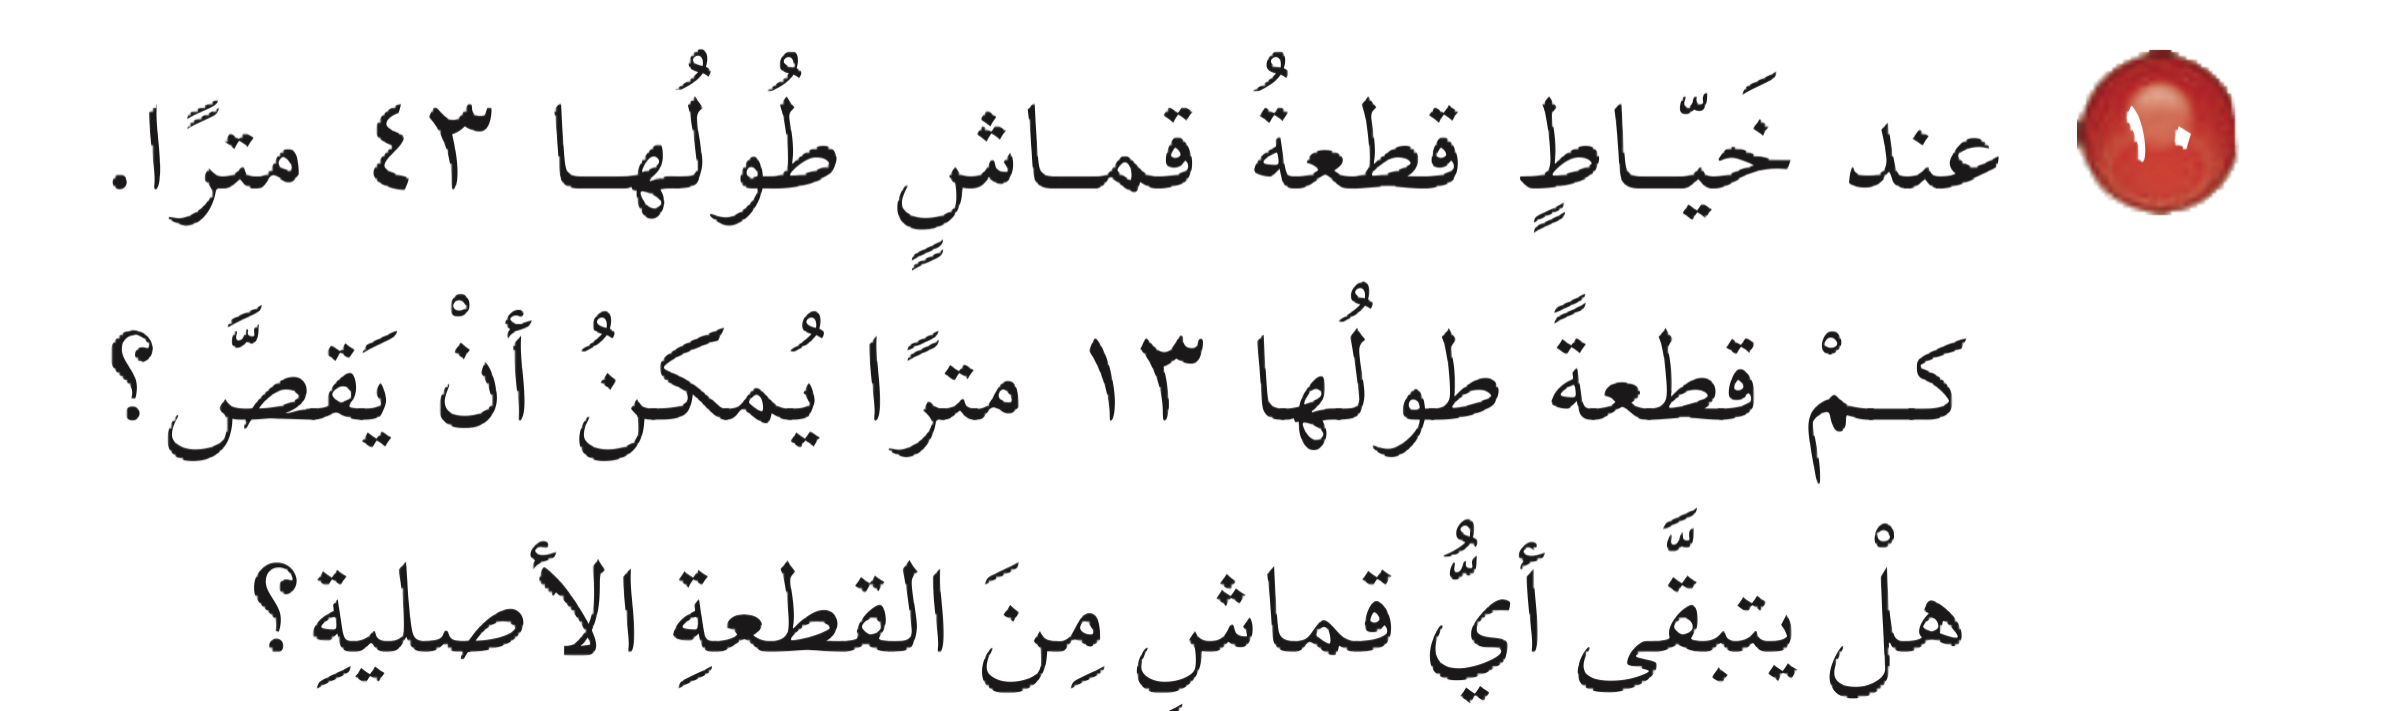 ١٠ عند خَيّاطٍ قطعةُ قماشٍ طُولُها ٤٣ مترًا.
كمْ قطعةً طولُها ١٣ مترًا يُمكنُ أنْ يَقصَّ؟
هلْ يتبقَّى أيُّ قماشٍ مِنَ القطعةِ الأصليةِ؟